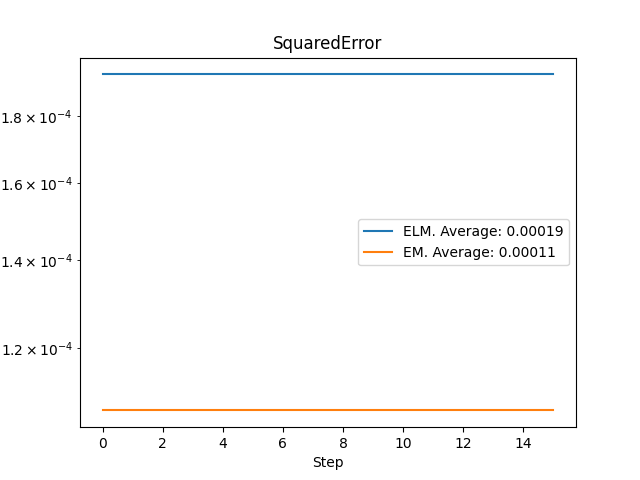 SquaredError
1.8 × 10⁻⁴
1.6 × 10⁻⁴
1.4 × 10⁻⁴
1.2 × 10⁻⁴
ELM. Average: 0.00019
EM. Average: 0.00011
0 2 4 6 8 10 12 14
Step